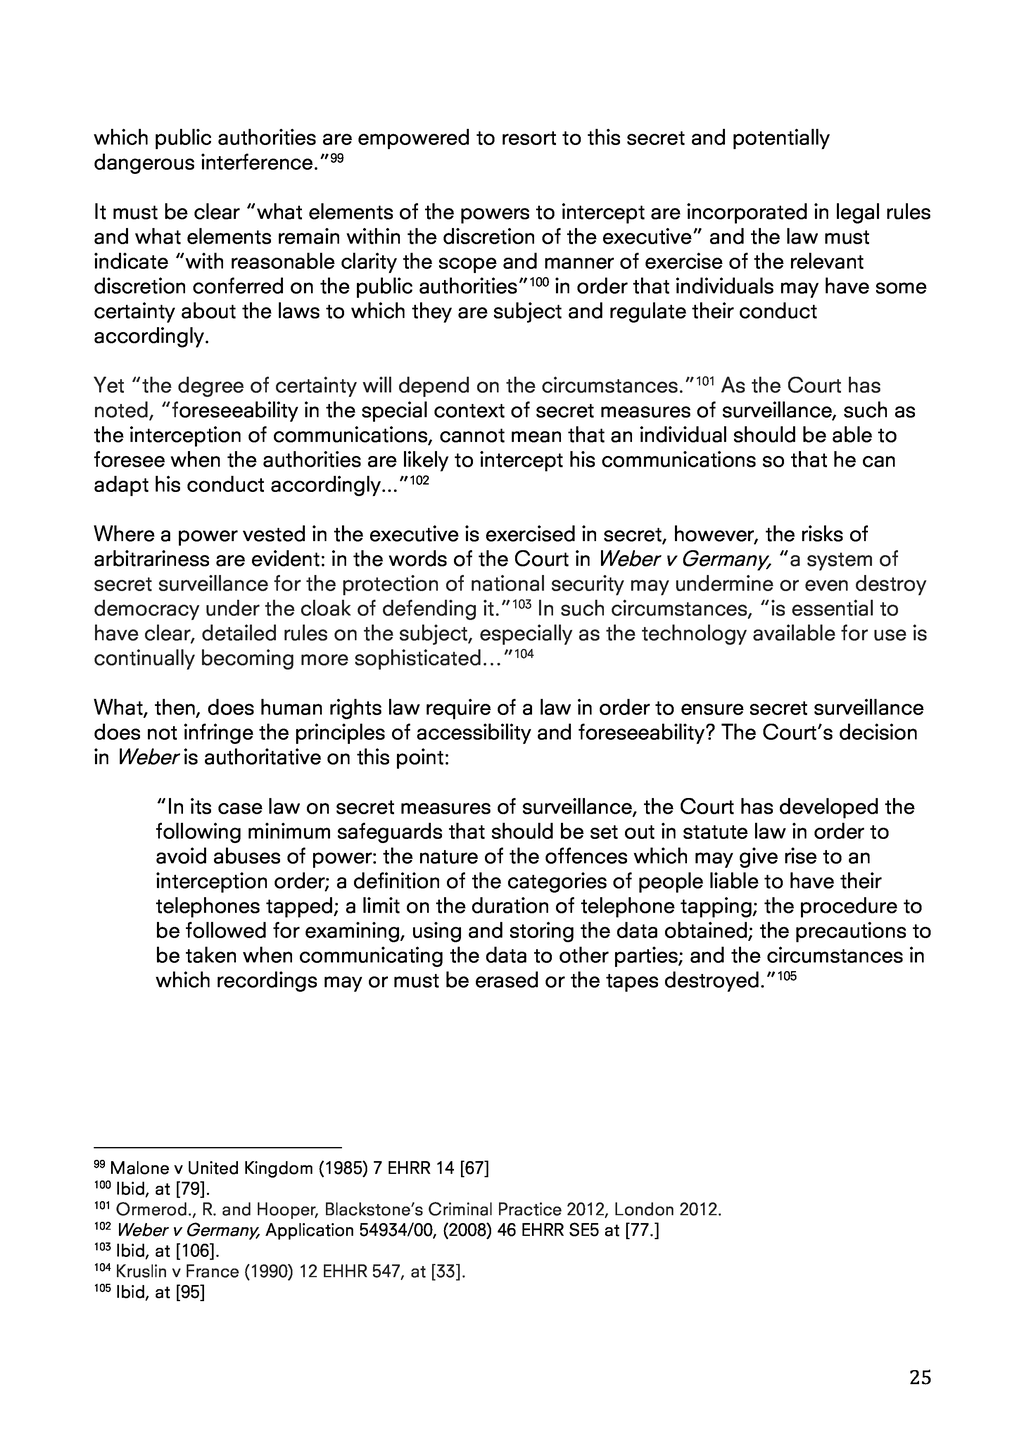 which public authorities are empowered to resort to this secret and potentially
dangerous interference.”99
It must be clear “what elements of the powers to intercept are incorporated in legal rules
and what elements remain within the discretion of the executive” and the law must
indicate “with reasonable clarity the scope and manner of exercise of the relevant
discretion conferred on the public authorities”100 in order that individuals may have some
certainty about the laws to which they are subject and regulate their conduct
accordingly.
Yet “the degree of certainty will depend on the circumstances.”101 As the Court has
noted, “foreseeability in the special context of secret measures of surveillance, such as
the interception of communications, cannot mean that an individual should be able to
foresee when the authorities are likely to intercept his communications so that he can
adapt his conduct accordingly...”102
Where a power vested in the executive is exercised in secret, however, the risks of
arbitrariness are evident: in the words of the Court in Weber v Germany, “a system of
secret surveillance for the protection of national security may undermine or even destroy
democracy under the cloak of defending it.”103 In such circumstances, “is essential to
have clear, detailed rules on the subject, especially as the technology available for use is
continually becoming more sophisticated…”104
What, then, does human rights law require of a law in order to ensure secret surveillance
does not infringe the principles of accessibility and foreseeability? The Court’s decision
in Weber is authoritative on this point:
“In its case law on secret measures of surveillance, the Court has developed the
following minimum safeguards that should be set out in statute law in order to
avoid abuses of power: the nature of the offences which may give rise to an
interception order; a definition of the categories of people liable to have their
telephones tapped; a limit on the duration of telephone tapping; the procedure to
be followed for examining, using and storing the data obtained; the precautions to
be taken when communicating the data to other parties; and the circumstances in
which recordings may or must be erased or the tapes destroyed.”105
99 Malone v United Kingdom (1985) 7 EHRR 14 [67]
100 Ibid, at [79].
101 Ormerod., R. and Hooper, Blackstone’s Criminal Practice 2012, London 2012.
102 Weber v Germany, Application 54934/00, (2008) 46 EHRR SE5 at [77.]
103 Ibid, at [106].
104 Kruslin v France (1990) 12 EHHR 547, at [33].
105 Ibid, at [95]
25